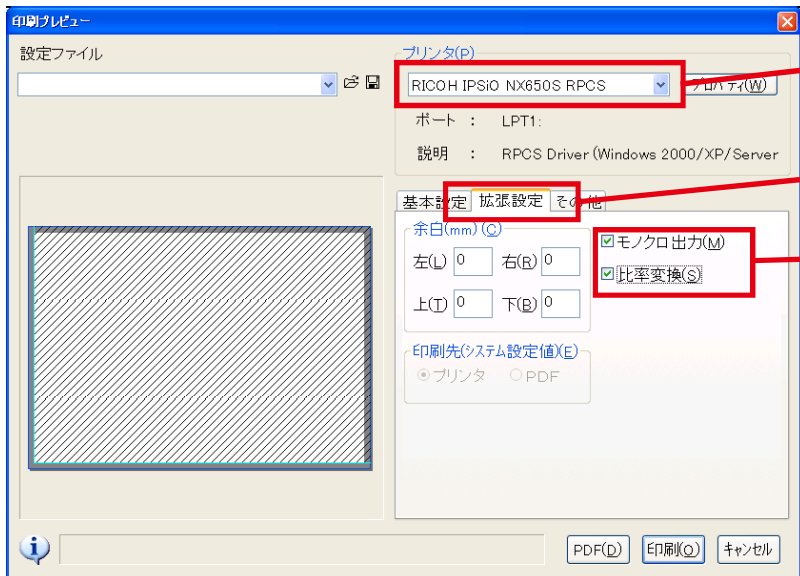 印刷プレビュー
設定ファイル
プリンタ(P)
RICOH IPSiO NX650S RPCS
プロパティ(W)
ポート : LPT1:
説明 : RPCS Driver (Windows 2000/XP/Server
基本設定 拡張設定 その他
余白(mm)(C)
左(L) 0 右(R) 0
上(T) 0 下(B) 0
モノクロ出力(M)
比率変換(S)
印刷先(システム設定値)(E)
プリンタ PDF
PDF(D) 印刷(O) キャンセル